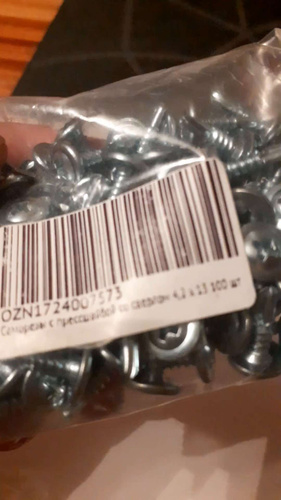 OZN1724007573
Саморезы с прессшайбой со сверлом 4,2 х 13 100 шт